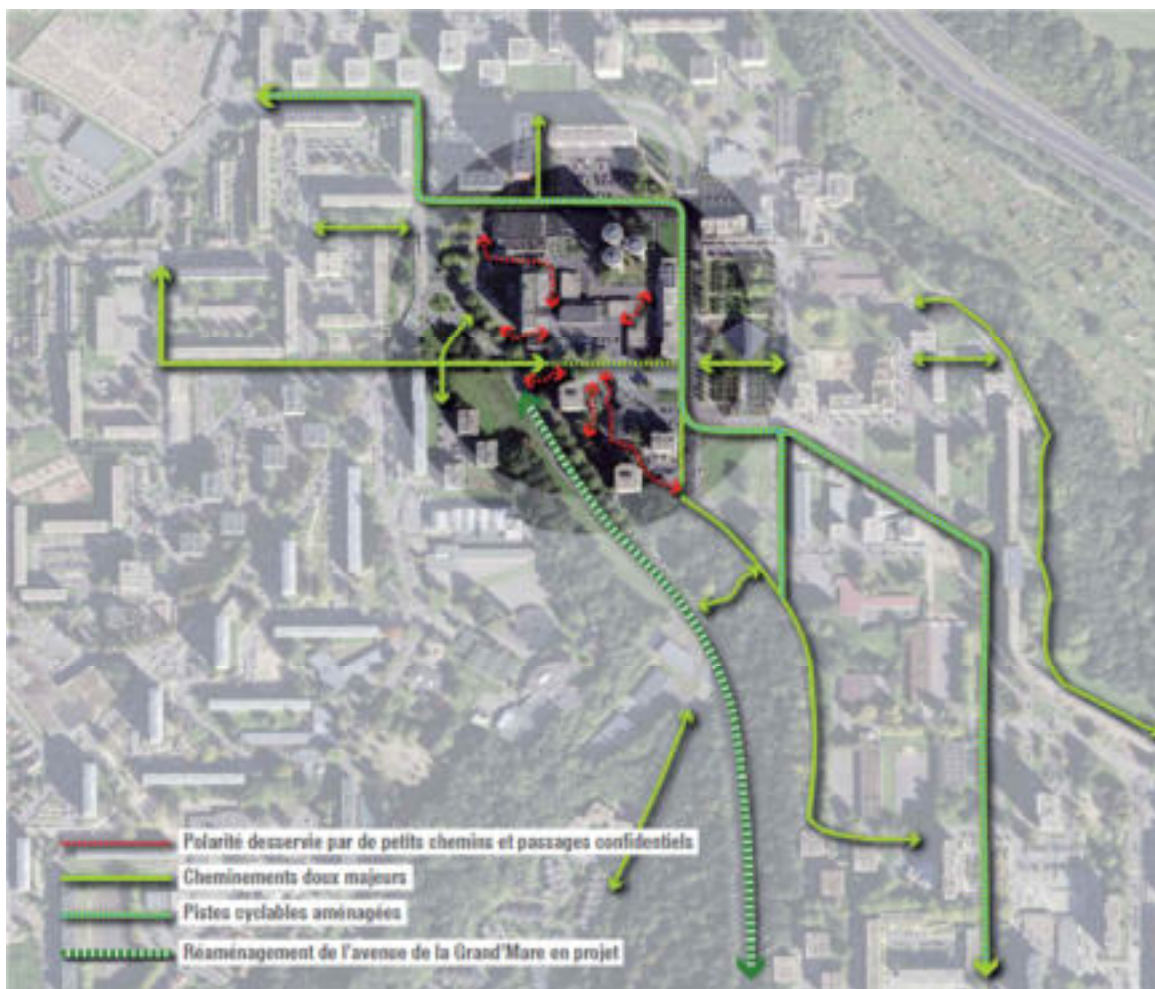 Polarité desservie par de petits chemins et passages confidentiels
Cheminements doux majeurs
Pistes cyclables aménagées
Réaménagement de l'avenue de la Grand'Mare en projet